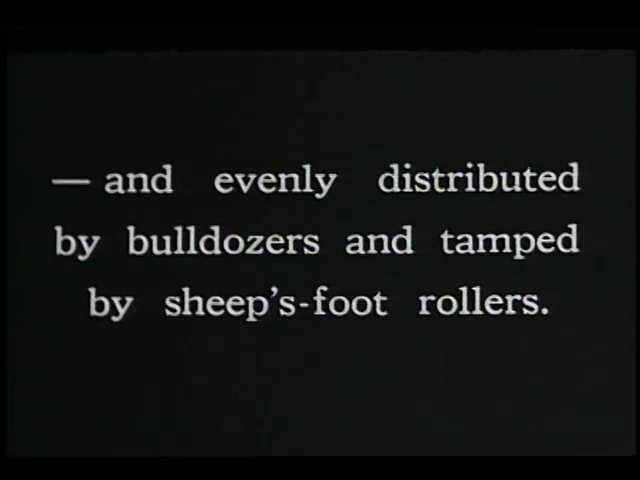 — and evenly distributed
by bulldozers and tamped
by sheep's-foot rollers.